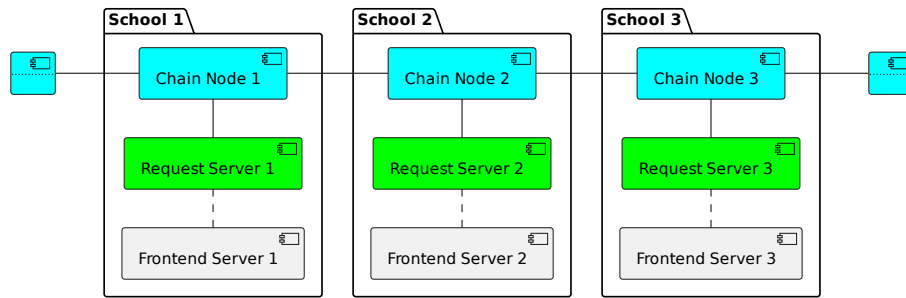 School 1
School 2
School 3
Chain Node 1
Chain Node 2
Chain Node 3
Request Server 1
Request Server 2
Request Server 3
Frontend Server 1
Frontend Server 2
Frontend Server 3